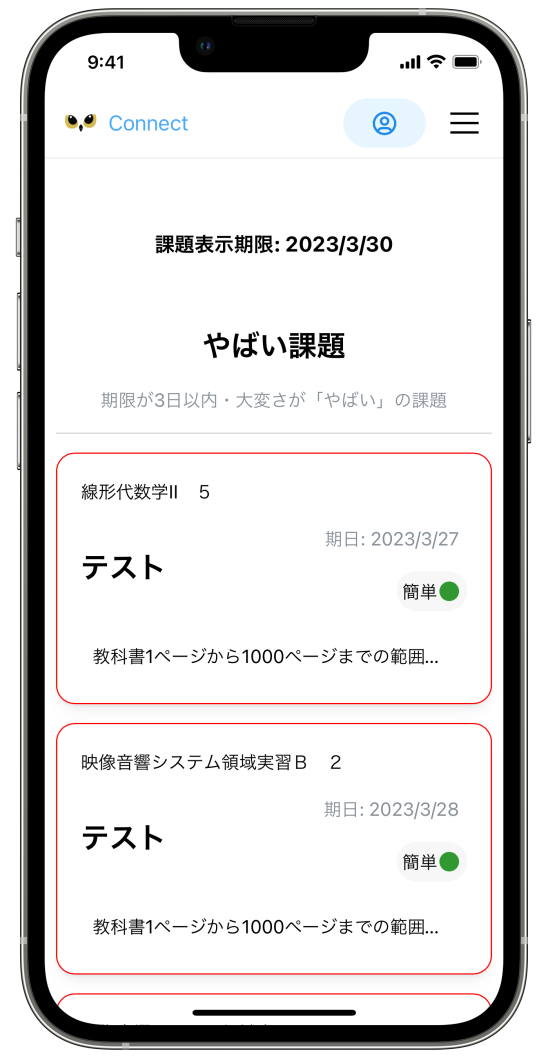 9:41
Connect
課題表示期限: 2023/3/30
やばい課題
期限が3日以内・大変さが「やばい」の課題
線形代数学II　5
期日: 2023/3/27
テスト
簡単
教科書1ページから1000ページまでの範囲...
映像音響システム領域実習Ｂ　2
期日: 2023/3/28
テスト
簡単
教科書1ページから1000ページまでの範囲...